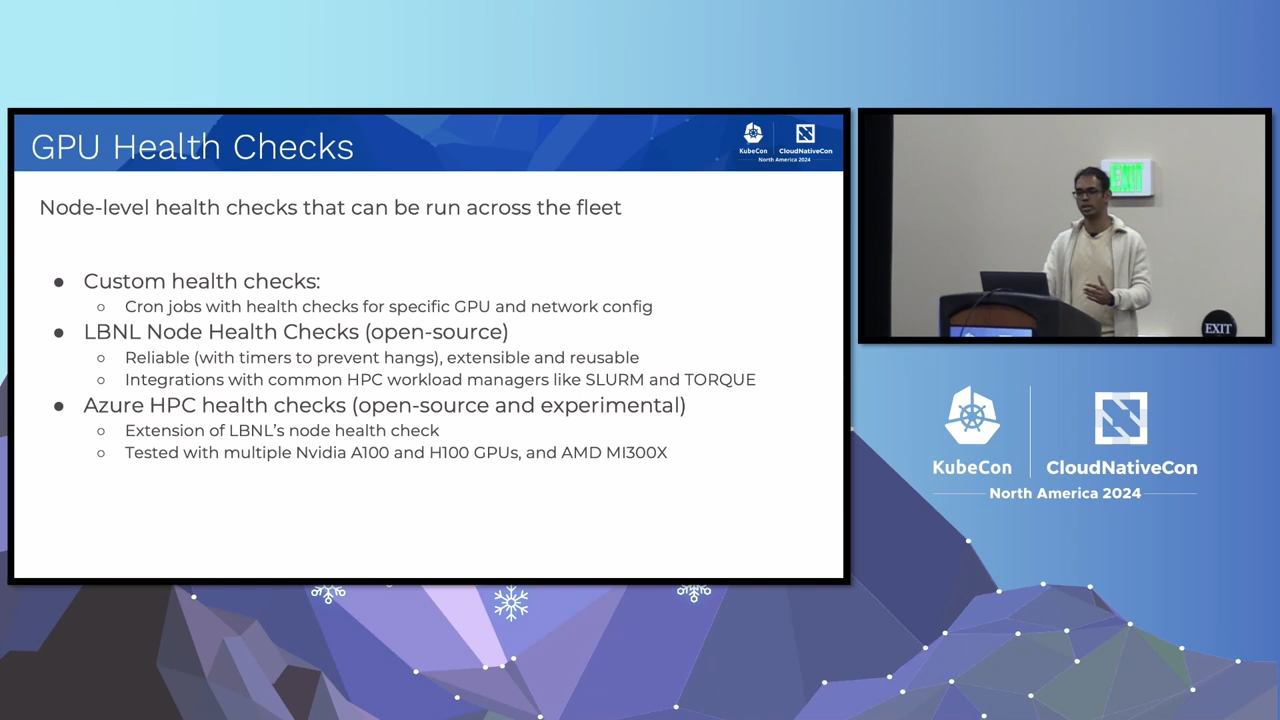 GPU Health Checks
KubeCon
CloudNativeCon
North America 2024
Node-level health checks that can be run across the fleet
● Custom health checks:
○ Cron jobs with health checks for specific GPU and network config
● LBNL Node Health Checks (open-source)
○ Reliable (with timers to prevent hangs), extensible and reusable
○ Integrations with common HPC workload managers like SLURM and TORQUE
● Azure HPC health checks (open-source and experimental)
○ Extension of LBNL’s node health check
○ Tested with multiple Nvidia A100 and H100 GPUs, and AMD MI300X
EXIT
EXIT
KubeCon
CloudNativeCon
North America 2024